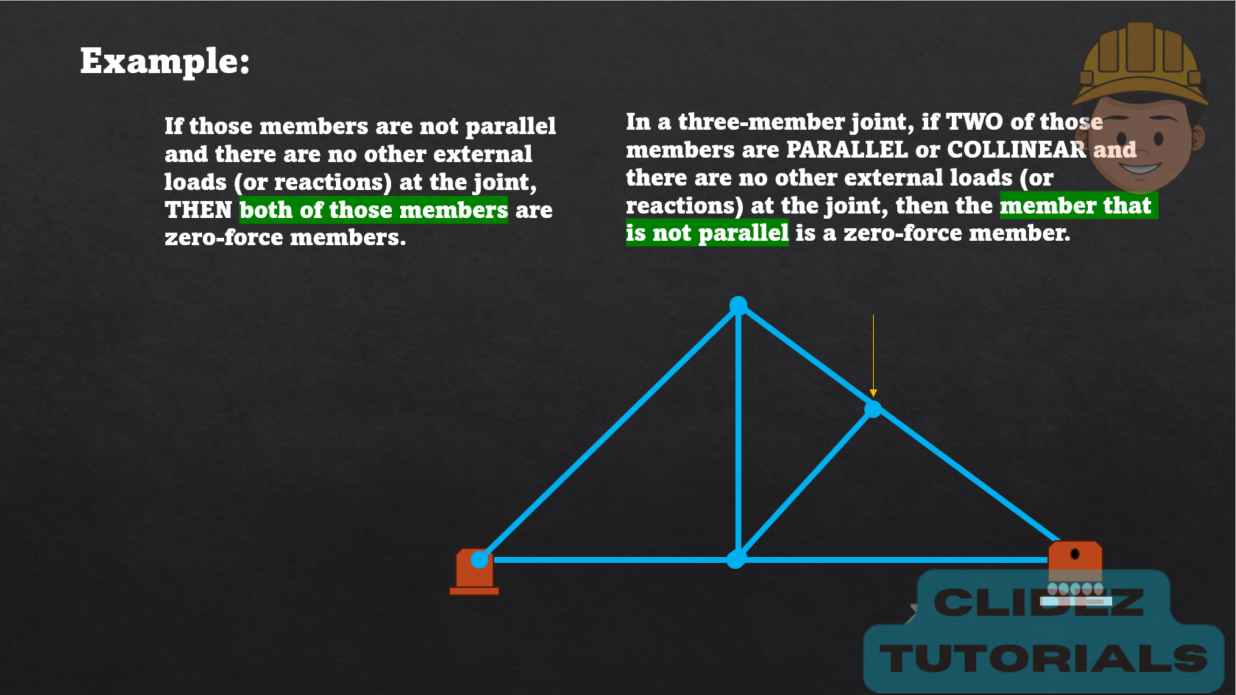 Example:
If those members are not parallel
and there are no other external
loads (or reactions) at the joint,
THEN both of those members are
zero-force members.
In a three-member joint, if TWO of those
members are PARALLEL or COLLINEAR and
there are no other external loads (or
reactions) at the joint, then the member that
is not parallel is a zero-force member.
CLIDEZ
TUTORIALS